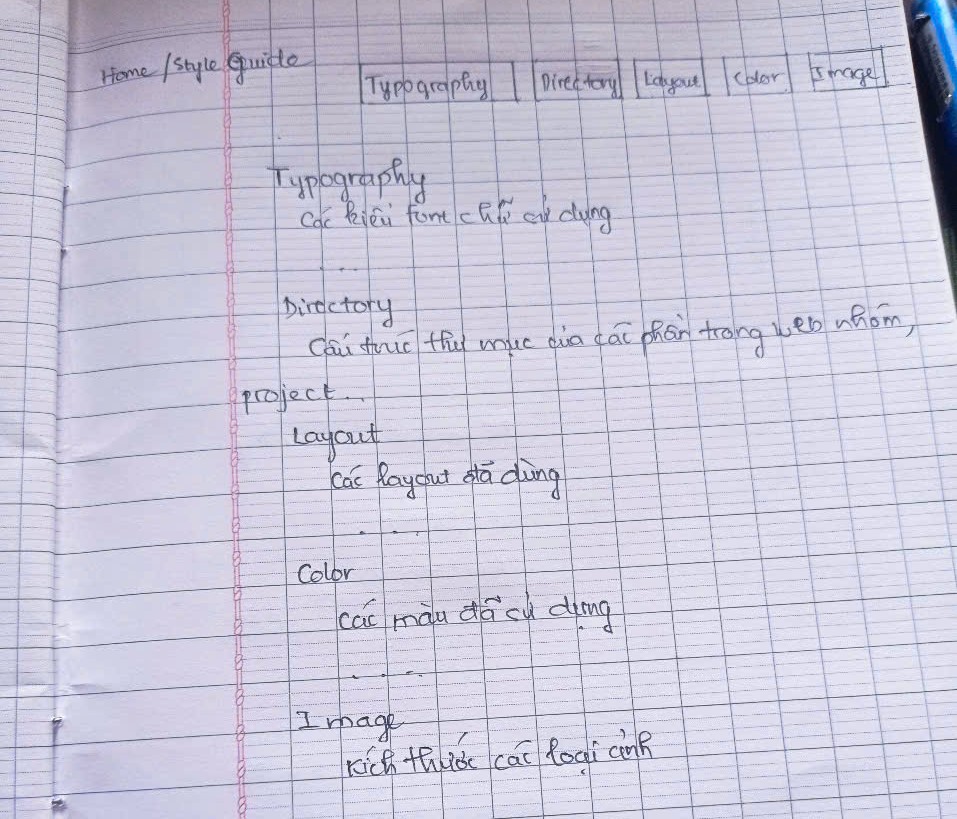 Home / Style Guide
Typography Directory Layout Color Image
Typography
Các kiểu font chữ sử dụng
....
Directory
Cấu trúc thư mục của các phần trong web nhóm,
project...
Layout
Các layout đã dùng
....
Color
Các màu đã sử dụng
....
Image
Kích thước các loại ảnh